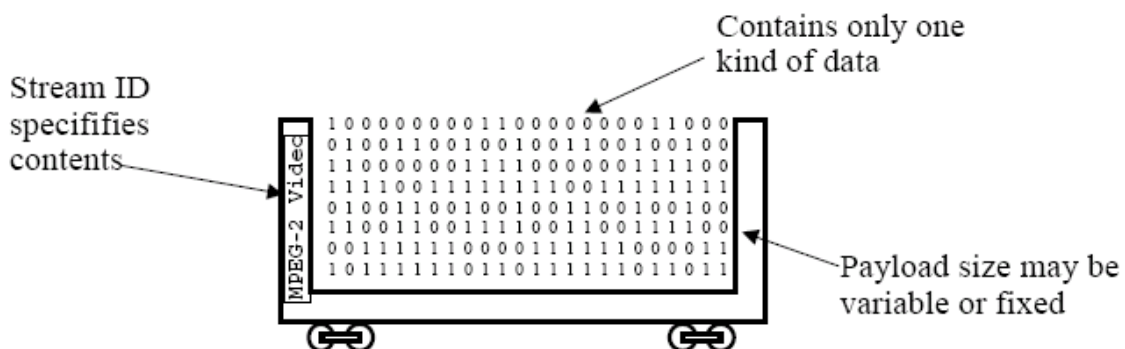 Contains only one
kind of data
Stream ID
specififies
contents
1 0 0 0 0 0 0 0 0 1 1 0 0 0 0 0 0 0 0 1 1 0 0 0
0 1 0 0 1 1 0 0 1 0 0 1 0 0 1 1 0 0 1 0 0 1 0 0
1 0 0 0 0 0 0 0 0 1 1 0 0 0 0 0 0 0 0 1 1 0 0 0
1 1 1 1 0 0 1 1 1 1 1 1 1 1 0 0 1 1 1 1 1 1 1 1
0 1 0 0 1 1 0 0 1 0 0 1 0 0 1 1 0 0 1 0 0 1 0 0
1 1 0 0 1 1 0 0 1 1 1 1 0 0 1 1 0 0 1 1 1 1 0 0
0 0 1 1 1 1 1 1 0 0 0 0 1 1 1 1 1 1 0 0 0 0 1 1
1 0 1 1 1 1 1 1 0 1 1 0 1 1 1 1 1 1 0 1 1 0 1 1
MPEG-2 Video
Payload size may be
variable or fixed